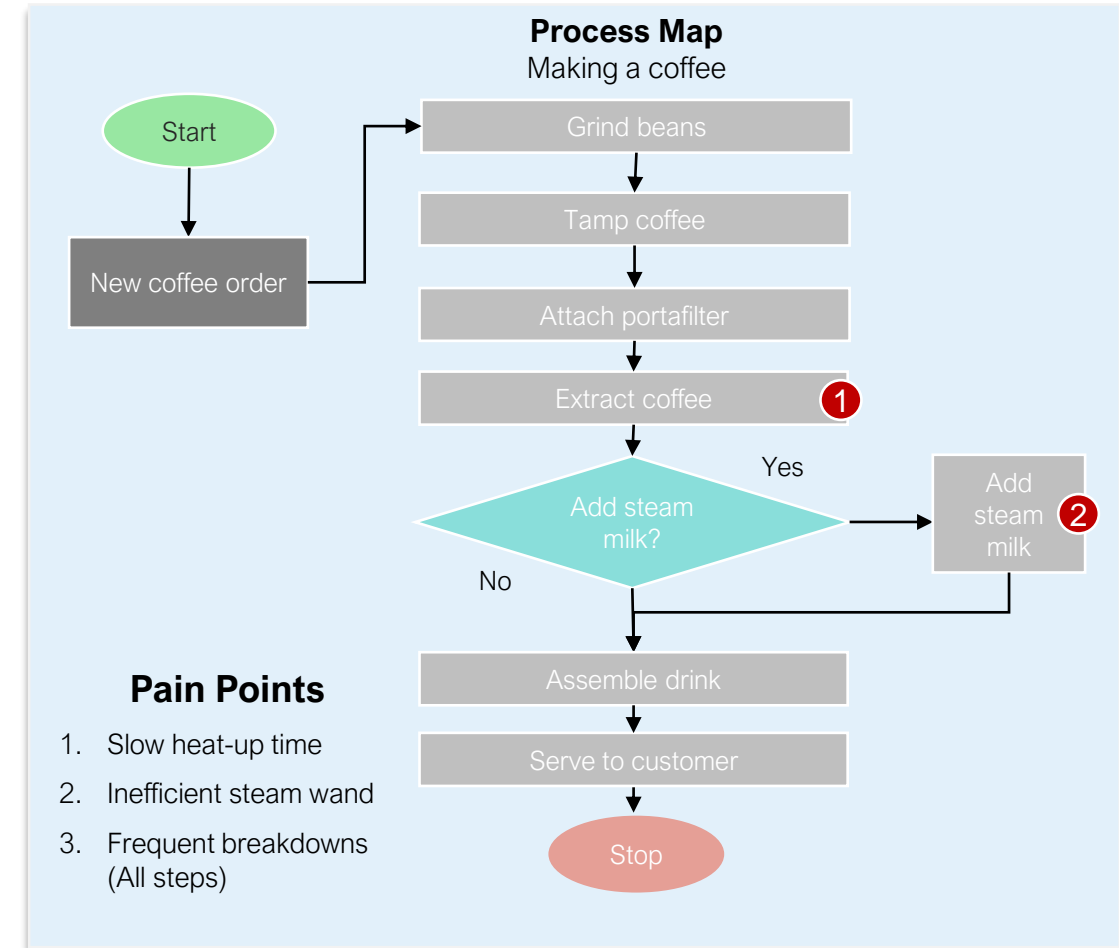 Process Map
Making a coffee
Start
New coffee order
Grind beans
Tamp coffee
Attach portafilter
Extract coffee
1
Add steam
milk?
Yes
No
Add
steam
milk
2
Assemble drink
Serve to customer
Stop
Pain Points
1. Slow heat-up time
2. Inefficient steam wand
3. Frequent breakdowns
(All steps)